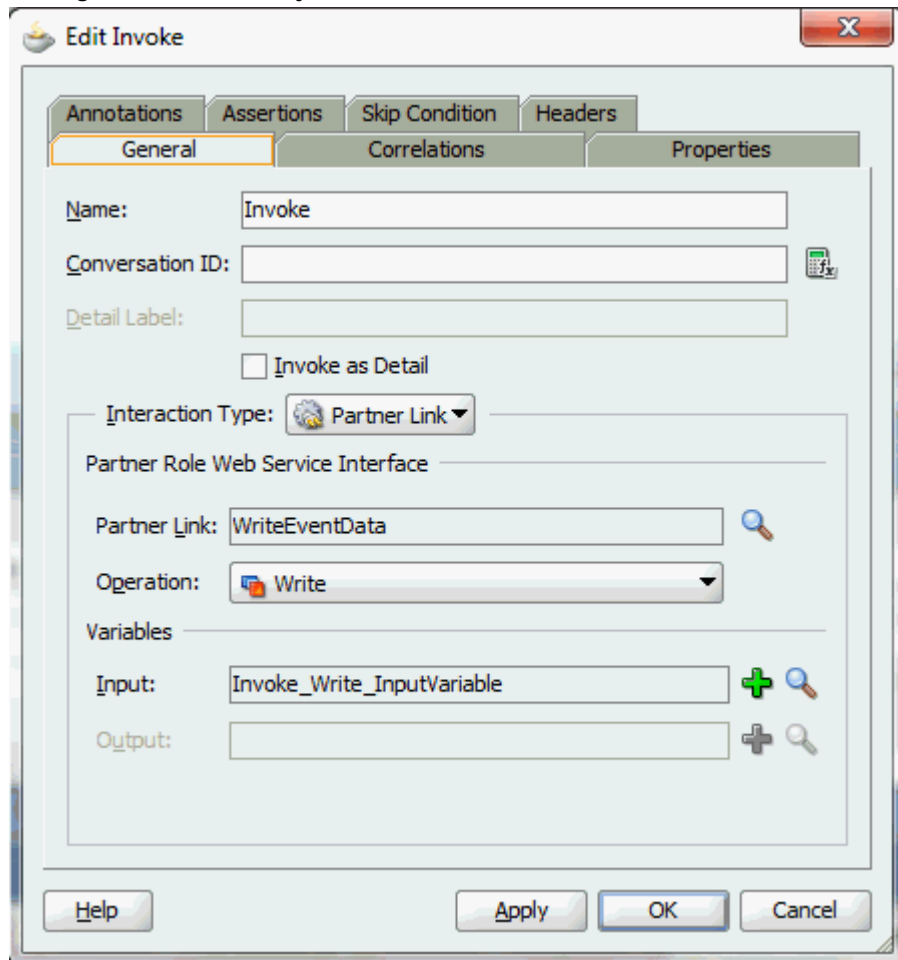 Edit Invoke
Annotations Assertions Skip Condition Headers
General Correlations Properties
Name: Invoke
Conversation ID:
Detail Label:
Invoke as Detail
Interaction Type: Partner Link
Partner Role Web Service Interface
Partner Link: WriteEventData
Operation: Write
Variables
Input: Invoke_Write_InputVariable
Output:
Help Apply OK Cancel